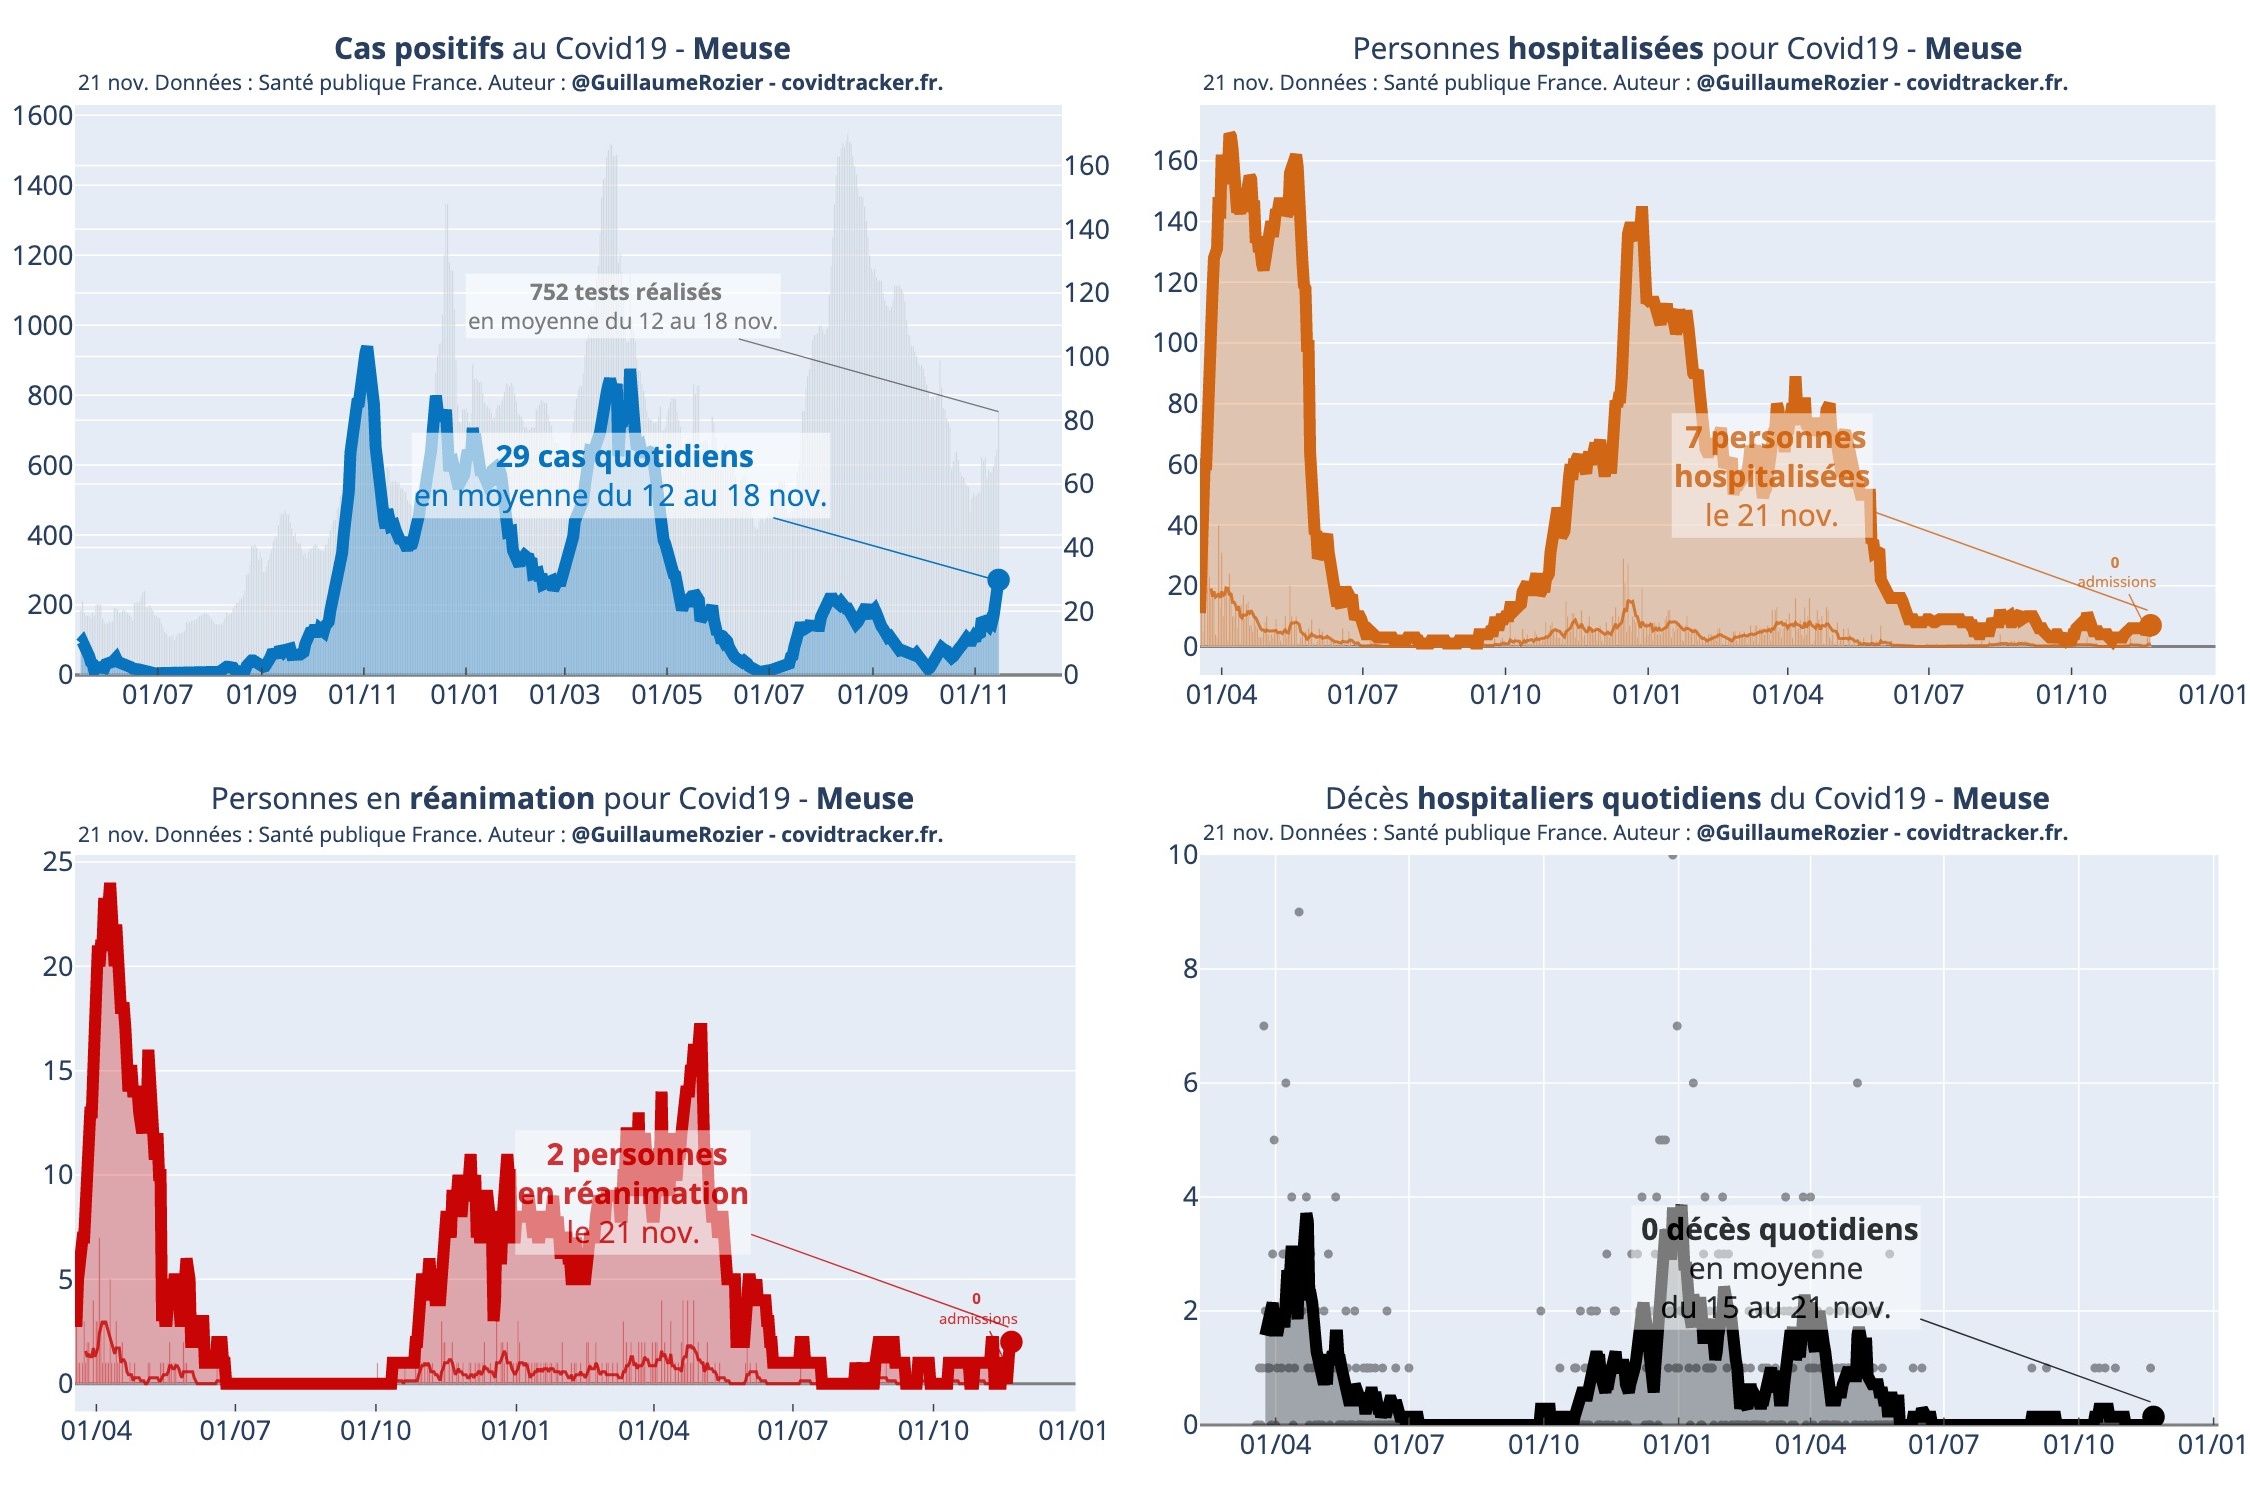 Cas positifs au Covid19 - Meuse
21 nov. Données : Santé publique France. Auteur : @GuillaumeRozier - covidtracker.fr.
1600
1400
1200
1000
800
600
400
200
0
160
140
120
100
80
60
40
20
0
752 tests réalisés
en moyenne du 12 au 18 nov.
29 cas quotidiens
en moyenne du 12 au 18 nov.
01/07 01/09 01/11 01/01 01/03 01/05 01/07 01/09 01/11
Personnes hospitalisées pour Covid19 - Meuse
21 nov. Données : Santé publique France. Auteur : @GuillaumeRozier - covidtracker.fr.
160
140
120
100
80
60
40
20
0
7 personnes
hospitalisées
le 21 nov.
0
admissions
01/04 01/07 01/10 01/01 01/04 01/07 01/10 01/01
Personnes en réanimation pour Covid19 - Meuse
21 nov. Données : Santé publique France. Auteur : @GuillaumeRozier - covidtracker.fr.
25
20
15
10
5
0
2 personnes
en réanimation
le 21 nov.
0
admissions
01/04 01/07 01/10 01/01 01/04 01/07 01/10 01/01
Décès hospitaliers quotidiens du Covid19 - Meuse
21 nov. Données : Santé publique France. Auteur : @GuillaumeRozier - covidtracker.fr.
10
8
6
4
2
0
0 décès quotidiens
en moyenne
du 15 au 21 nov.
01/04 01/07 01/10 01/01 01/04 01/07 01/10 01/01